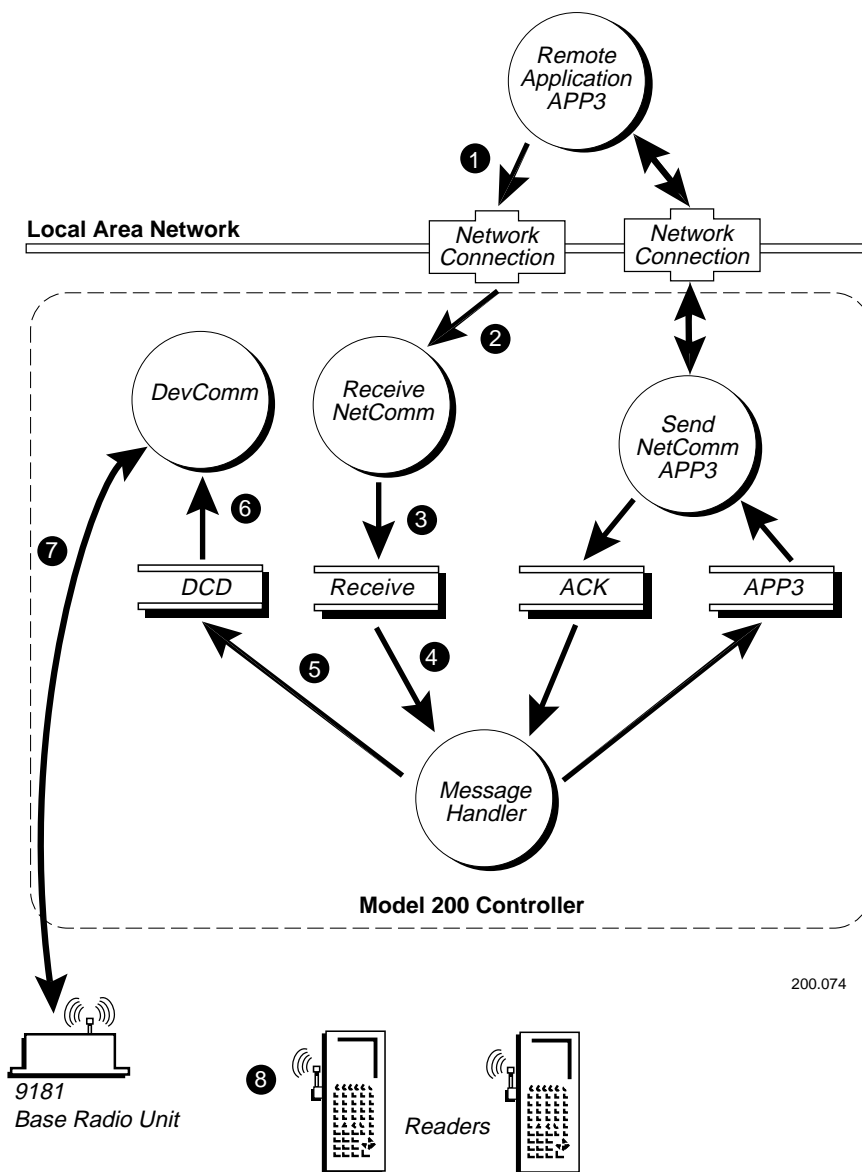 Remote
Application
APP3
1
Local Area Network
Network
Connection
Network
Connection
2
DevComm
Receive
NetComm
Send
NetComm
APP3
6
3
7
DCD
Receive
ACK
APP3
5
4
Message
Handler
Model 200 Controller
200.074
9181
Base Radio Unit
8
Readers